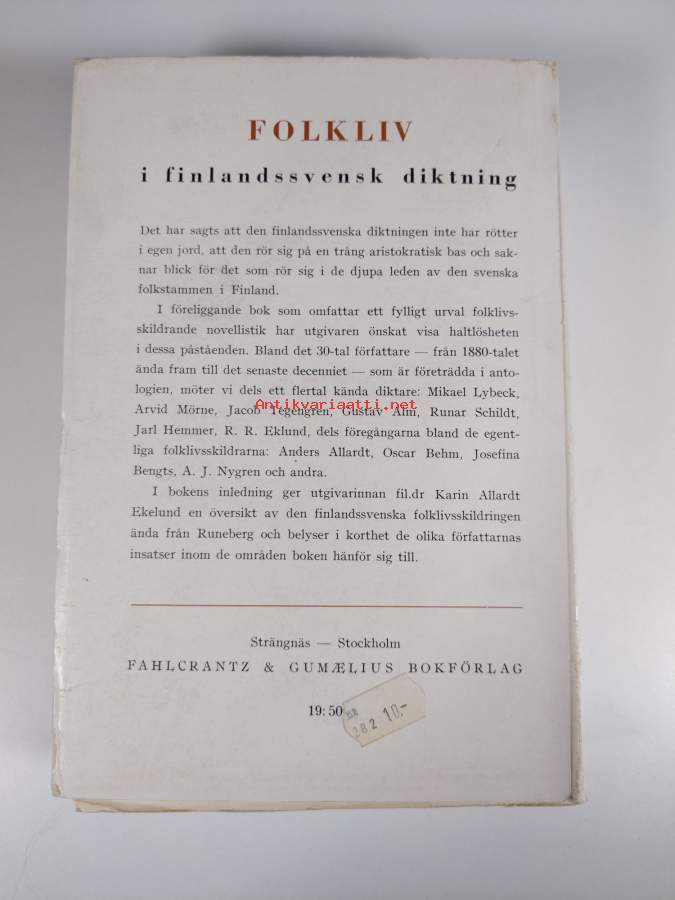 FOLKLIV
i finlandssvensk diktning
Det har sagts att den finlandssvenska diktningen inte har rötter
i egen jord, att den rör sig på en trång aristokratisk bas och sak-
nar blick för det som rör sig i de djupa leden av den svenska
folkstammen i Finland.
I föreliggande bok som omfattar ett fylligt urval folklivs-
skildrande novellistik har utgivaren önskat visa haltlösheten
i dessa påståenden. Bland det 30-tal författare — från 1880-talet
ända fram till det senaste decenniet — som är företrädda i anto-
logien, möter vi dels ett flertal kända diktare: Mikael Lybeck,
Antikvariaatti.net
Arvid Mörne, Jacob Tegengren, Gustav Alm, Runar Schildt,
Jarl Hemmer, R. R. Eklund, dels föregångarna bland de egent-
liga folklivsskildrarna: Anders Allardt, Oscar Behm, Josefina
Bengts, A. J. Nygren och andra.
I bokens inledning ger utgivarinnan fil.dr Karin Allardt
Ekelund en översikt av den finlandssvenska folklivsskildringen
ända från Runeberg och belyser i korthet de olika författarnas
insatser inom de områden boken hänför sig till.
Strängnäs — Stockholm
FAHLCRANTZ & GUMÆLIUS BOKFÖRLAG
19:50
282 10.-